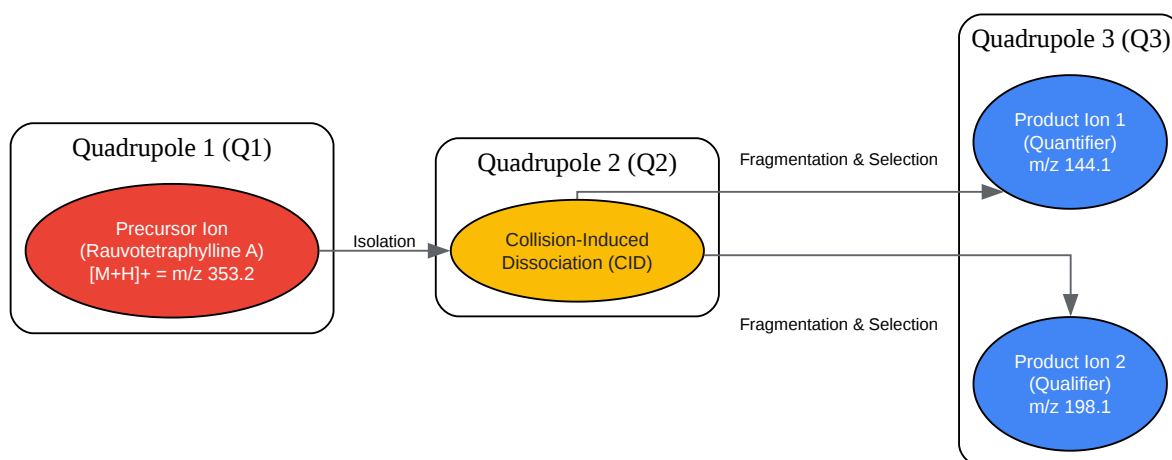 Quadrupole 1 (Q1)
Precursor Ion
(Rauvotetraphylline A)
[M+H]+ = m/z 353.2
Isolation
Quadrupole 2 (Q2)
Collision-Induced
Dissociation (CID)
Fragmentation & Selection
Fragmentation & Selection
Quadrupole 3 (Q3)
Product Ion 1
(Quantifier)
m/z 144.1
Product Ion 2
(Qualifier)
m/z 198.1